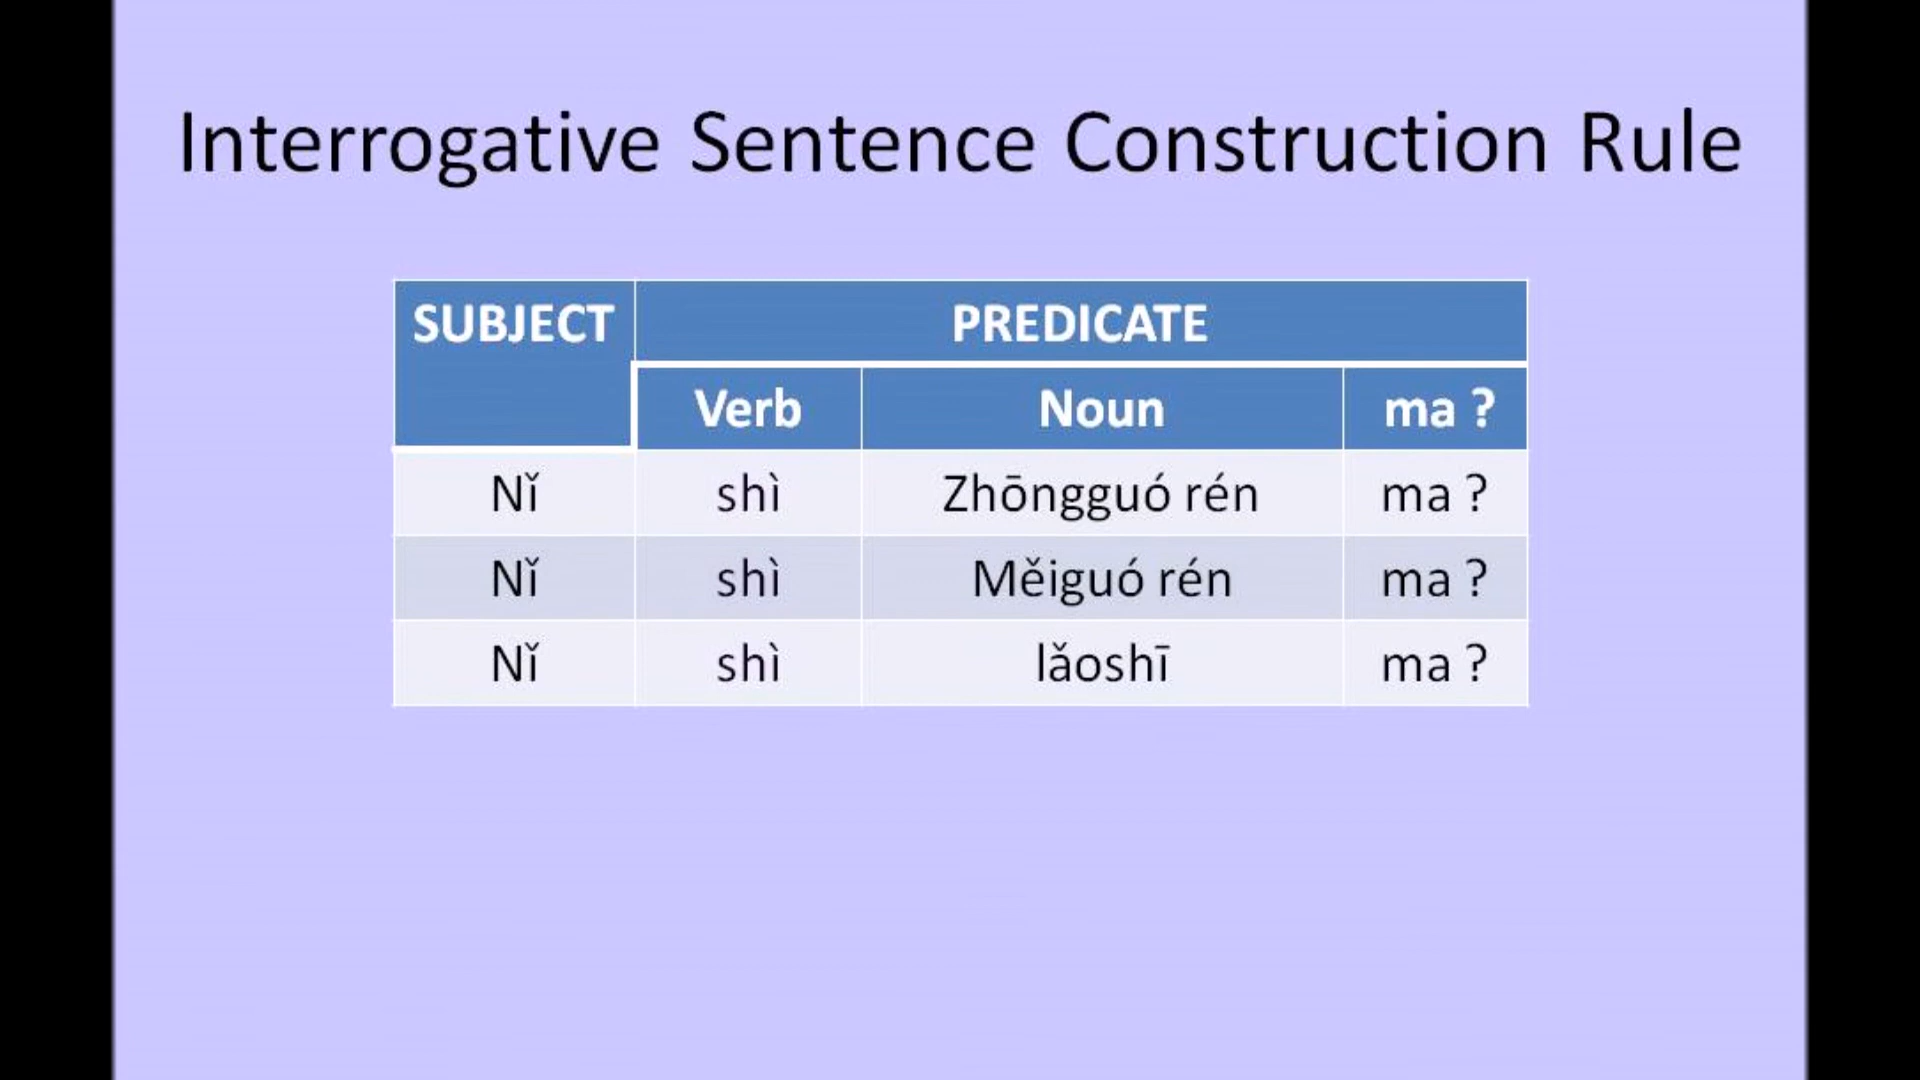 Interrogative Sentence Construction Rule
SUBJECT PREDICATE
Verb Noun ma ?
Nǐ shì Zhōngguó rén ma ?
Nǐ shì Měiguó rén ma ?
Nǐ shì lǎoshī ma ?